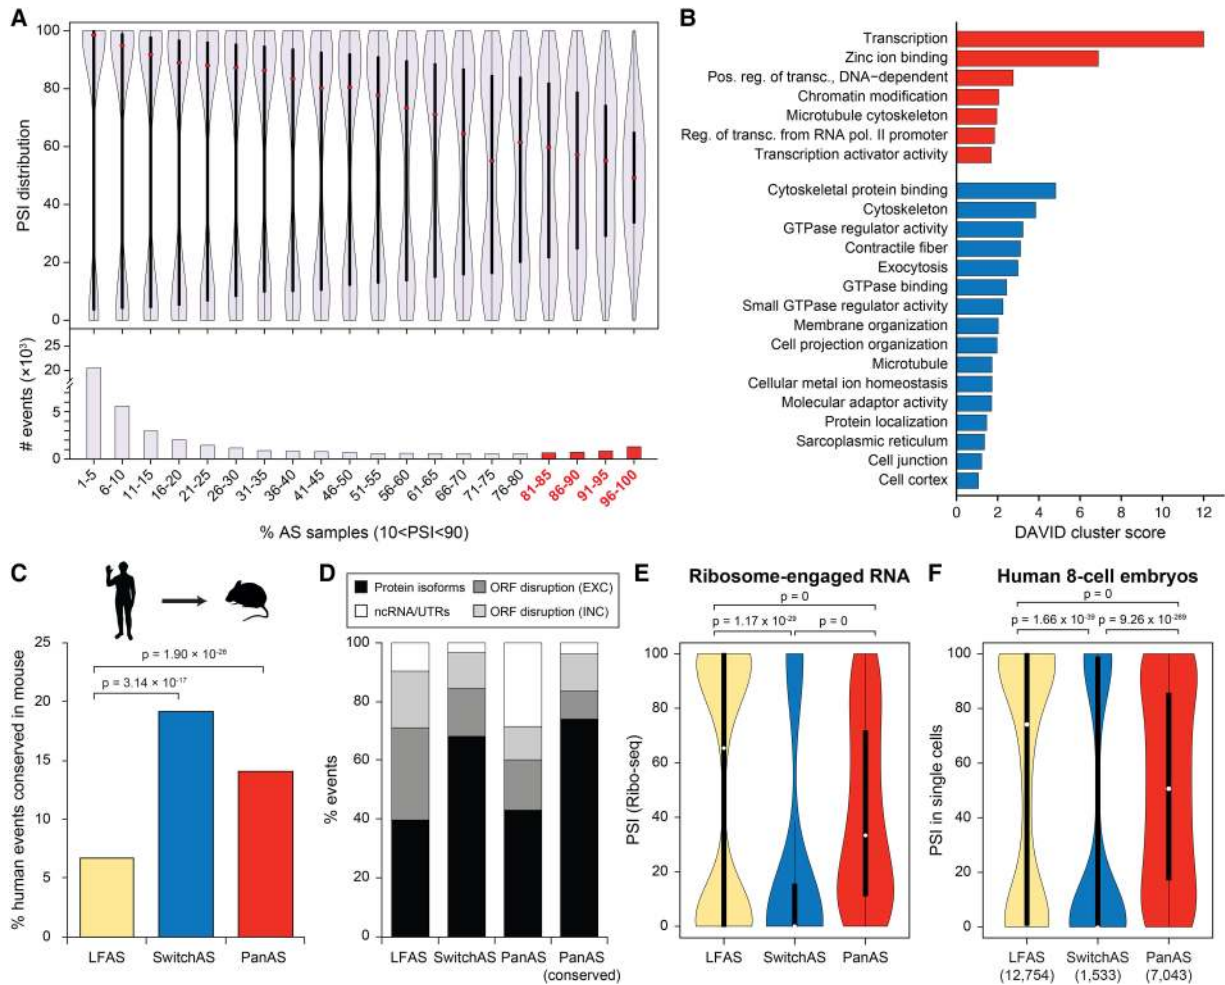 A
100
80
60
40
20
0
PSI distribution
25
20
5
0
# events (×10³)
1-5
6-10
11-15
16-20
21-25
26-30
31-35
36-40
41-45
46-50
51-55
56-60
61-65
66-70
71-75
76-80
81-85
86-90
91-95
96-100
% AS samples (10<PSI<90)
B
Transcription
Zinc ion binding
Pos. reg. of transc., DNA−dependent
Chromatin modification
Microtubule cytoskeleton
Reg. of transc. from RNA pol. II promoter
Transcription activator activity
Cytoskeletal protein binding
Cytoskeleton
GTPase regulator activity
Contractile fiber
Exocytosis
GTPase binding
Small GTPase regulator activity
Membrane organization
Cell projection organization
Microtubule
Cellular metal ion homeostasis
Molecular adaptor activity
Protein localization
Sarcoplasmic reticulum
Cell junction
Cell cortex
0 2 4 6 8 10 12
DAVID cluster score
C
25
20
15
10
5
0
% human events conserved in mouse
p = 1.90 × 10⁻²⁶
p = 3.14 × 10⁻¹⁷
LFAS SwitchAS PanAS
D
Protein isoforms ORF disruption (EXC)
ncRNA/UTRs ORF disruption (INC)
100
80
60
40
20
0
% events
LFAS SwitchAS PanAS PanAS
(conserved)
E Ribosome-engaged RNA
p = 0
p = 1.17 x 10⁻²⁹ p = 0
100
80
60
40
20
0
PSI (Ribo-seq)
LFAS SwitchAS PanAS
F Human 8-cell embryos
p = 0
p = 1.66 x 10⁻³⁹ p = 9.26 x 10⁻²⁶⁹
100
80
60
40
20
0
PSI in single cells
LFAS SwitchAS PanAS
(12,754) (1,533) (7,043)